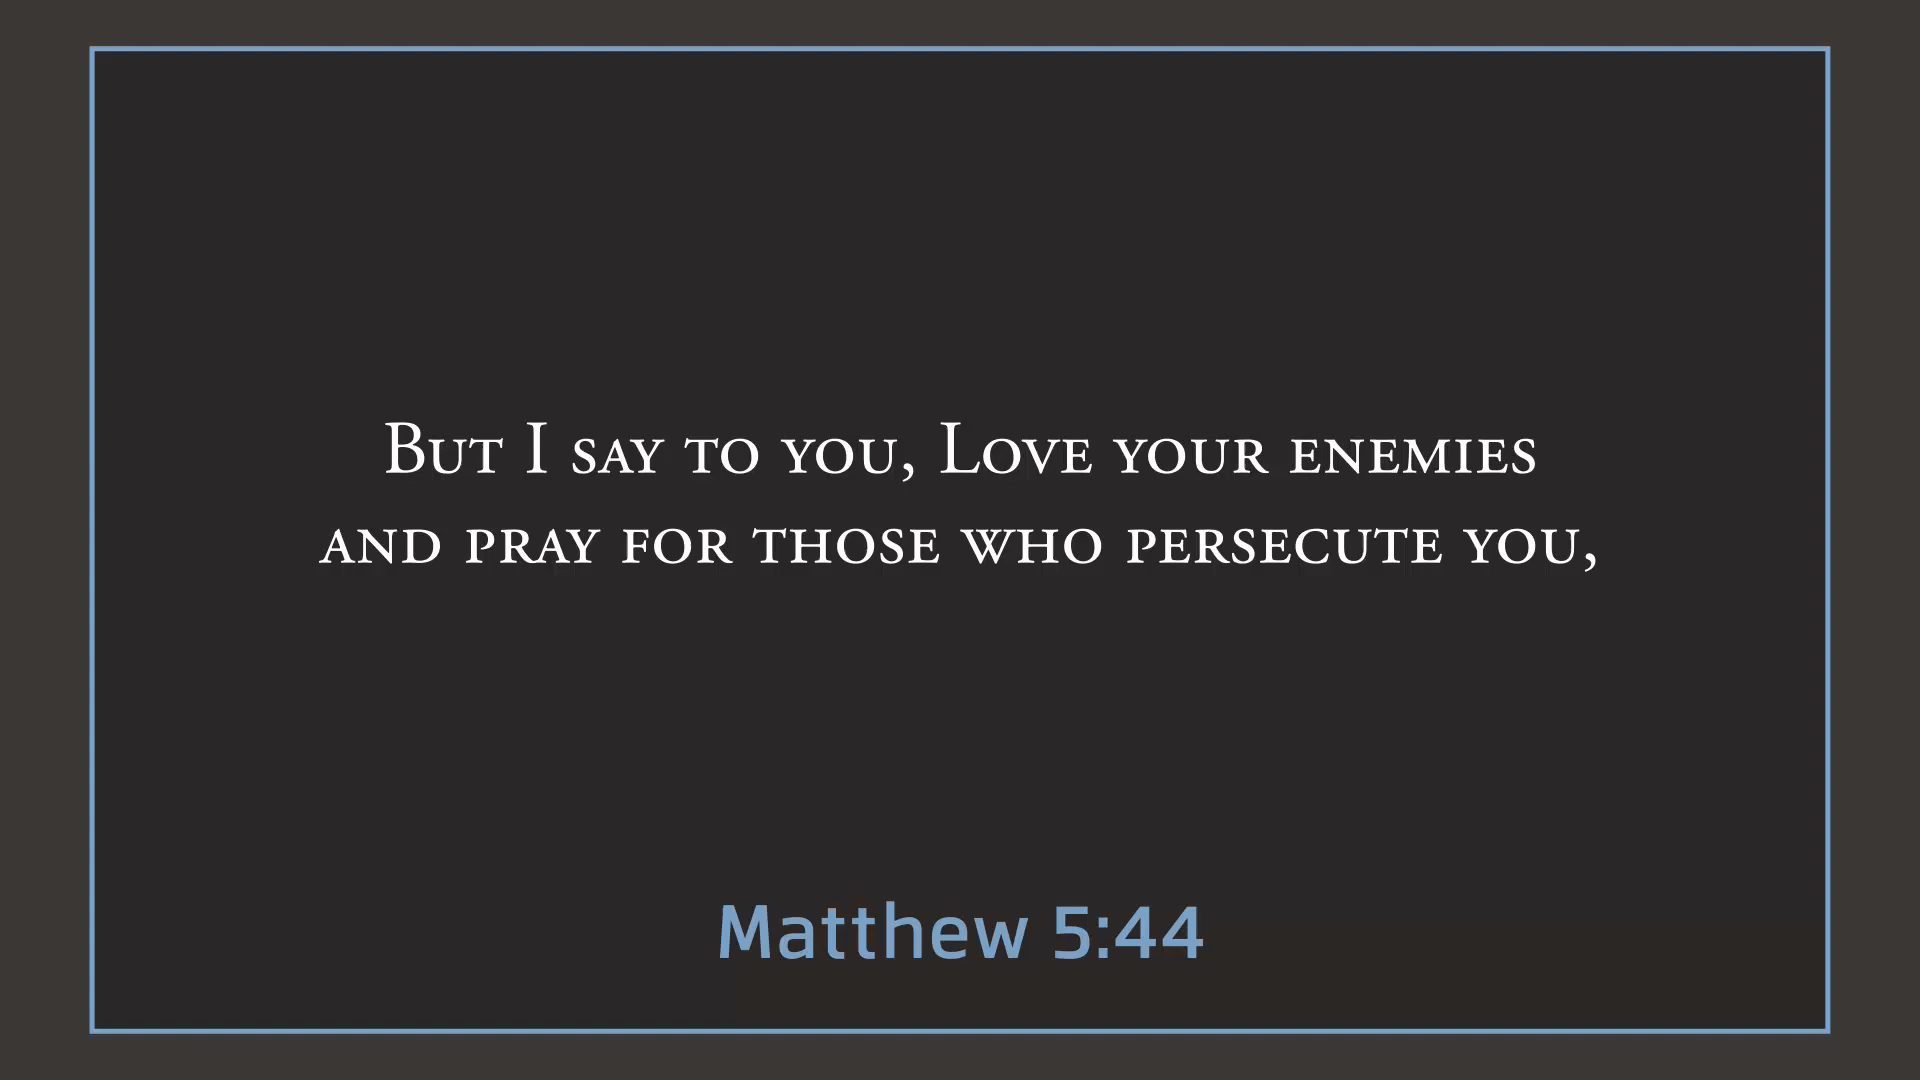 But I say to you, Love your enemies
and pray for those who persecute you,
Matthew 5:44